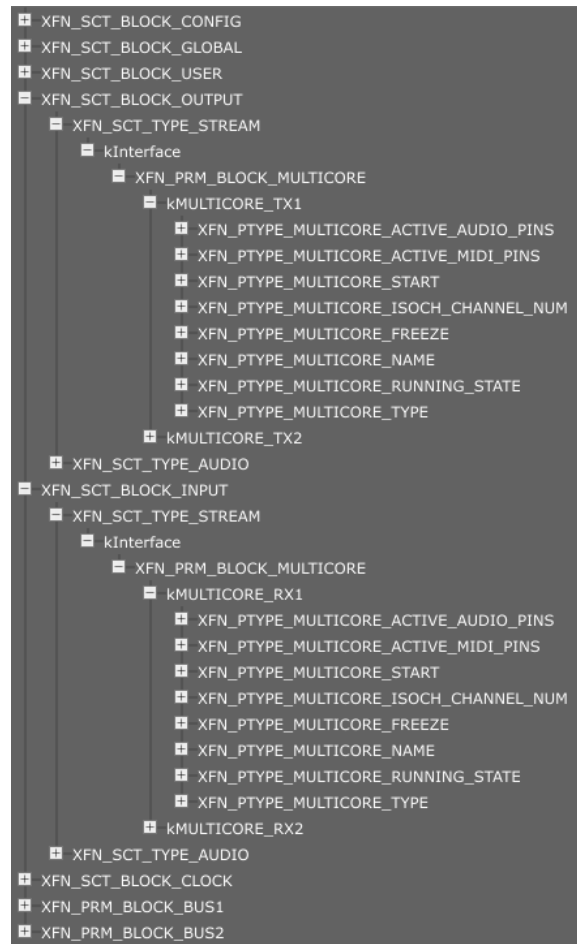 XFN_SCT_BLOCK_CONFIG
XFN_SCT_BLOCK_GLOBAL
XFN_SCT_BLOCK_USER
XFN_SCT_BLOCK_OUTPUT
XFN_SCT_TYPE_STREAM
kInterface
XFN_PRM_BLOCK_MULTICORE
kMULTICORE_TX1
XFN_PTYPE_MULTICORE_ACTIVE_AUDIO_PINS
XFN_PTYPE_MULTICORE_ACTIVE_MIDI_PINS
XFN_PTYPE_MULTICORE_START
XFN_PTYPE_MULTICORE_ISOCH_CHANNEL_NUM
XFN_PTYPE_MULTICORE_FREEZE
XFN_PTYPE_MULTICORE_NAME
XFN_PTYPE_MULTICORE_RUNNING_STATE
XFN_PTYPE_MULTICORE_TYPE
kMULTICORE_TX2
XFN_SCT_TYPE_AUDIO
XFN_SCT_BLOCK_INPUT
XFN_SCT_TYPE_STREAM
kInterface
XFN_PRM_BLOCK_MULTICORE
kMULTICORE_RX1
XFN_PTYPE_MULTICORE_ACTIVE_AUDIO_PINS
XFN_PTYPE_MULTICORE_ACTIVE_MIDI_PINS
XFN_PTYPE_MULTICORE_START
XFN_PTYPE_MULTICORE_ISOCH_CHANNEL_NUM
XFN_PTYPE_MULTICORE_FREEZE
XFN_PTYPE_MULTICORE_NAME
XFN_PTYPE_MULTICORE_RUNNING_STATE
XFN_PTYPE_MULTICORE_TYPE
kMULTICORE_RX2
XFN_SCT_TYPE_AUDIO
XFN_SCT_BLOCK_CLOCK
XFN_PRM_BLOCK_BUS1
XFN_PRM_BLOCK_BUS2